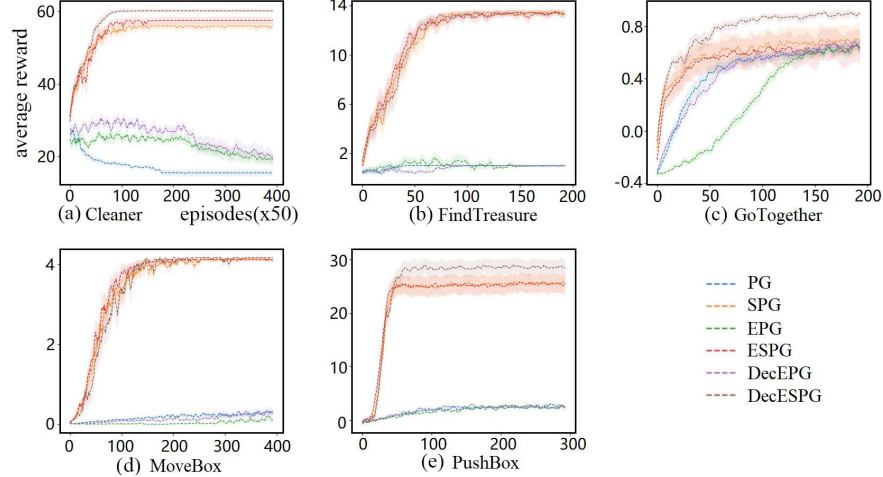 60
40
20
0 100 200 300 400
average reward
(a) Cleaner episodes(x50)
14
10
6
2
0 50 100 150 200
(b) FindTreasure
0.8
0.4
0.0
-0.4
0 50 100 150 200
(c) GoTogether
4
2
0
0 100 200 300 400
(d) MoveBox
30
20
10
0
0 100 200 300
(e) PushBox
PG
SPG
EPG
ESPG
DecEPG
DecESPG